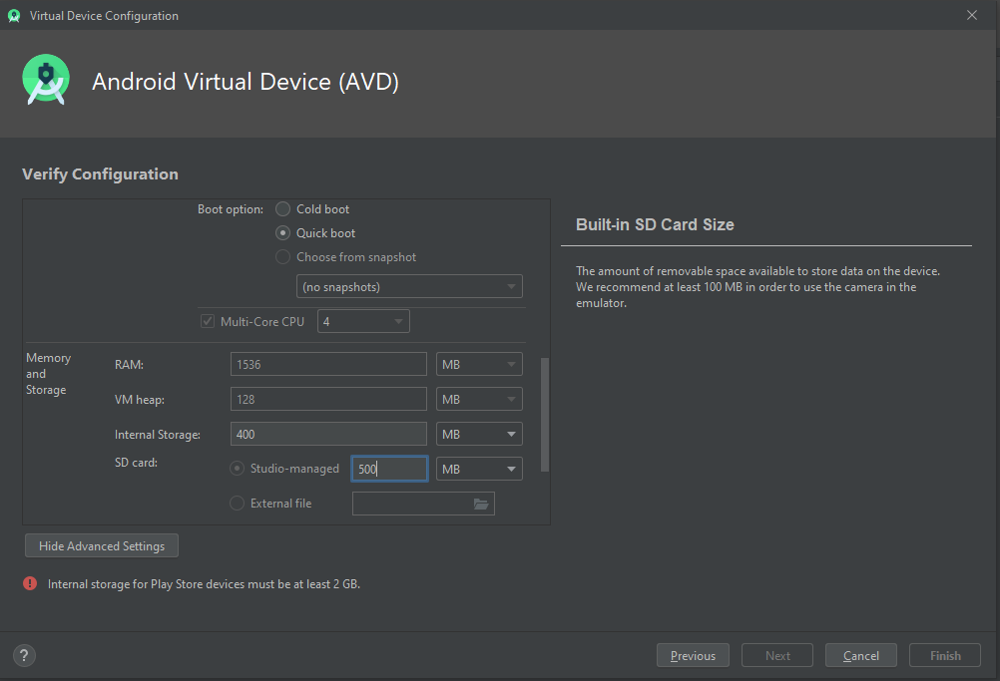 Virtual Device Configuration
Android Virtual Device (AVD)
Verify Configuration
Boot option: Cold boot
Quick boot
Choose from snapshot
(no snapshots)
Multi-Core CPU 4
Memory
and
Storage
RAM: 1536 MB
VM heap: 128 MB
Internal Storage: 400 MB
SD card: Studio-managed 500 MB
External file
Built-in SD Card Size
The amount of removable space available to store data on the device.
We recommend at least 100 MB in order to use the camera in the
emulator.
Hide Advanced Settings
! Internal storage for Play Store devices must be at least 2 GB.
? Previous Next Cancel Finish